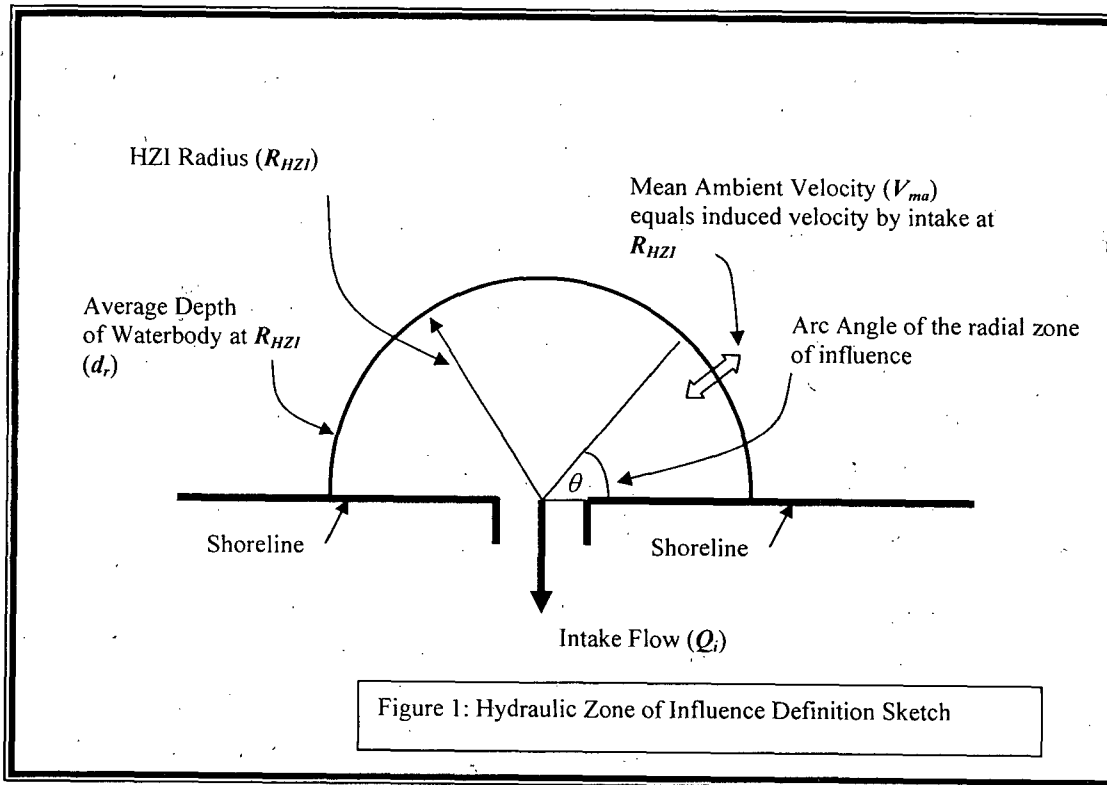 HZI Radius (R_HZI)
Mean Ambient Velocity (V_ma)
equals induced velocity by intake at
R_HZI
Average Depth
of Waterbody at R_HZI
(d_r)
Arc Angle of the radial zone
of influence
θ
Shoreline
Shoreline
Intake Flow (Q_i)
Figure 1: Hydraulic Zone of Influence Definition Sketch